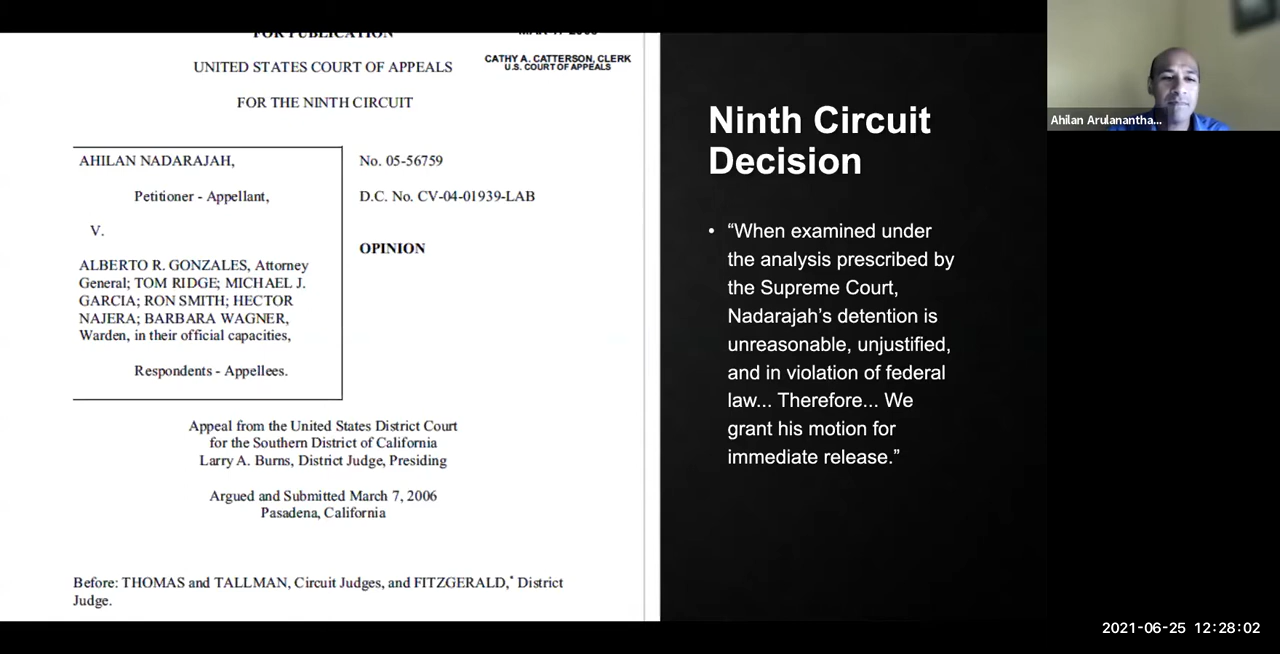 FOR PUBLICATION
CATHY A. CATTERSON, CLERK
U.S. COURT OF APPEALS
UNITED STATES COURT OF APPEALS
FOR THE NINTH CIRCUIT
AHILAN NADARAJAH,
Petitioner - Appellant,
V.
ALBERTO R. GONZALES, Attorney
General; TOM RIDGE; MICHAEL J.
GARCIA; RON SMITH; HECTOR
NAJERA; BARBARA WAGNER,
Warden, in their official capacities,
Respondents - Appellees.
No. 05-56759
D.C. No. CV-04-01939-LAB
OPINION
Appeal from the United States District Court
for the Southern District of California
Larry A. Burns, District Judge, Presiding
Argued and Submitted March 7, 2006
Pasadena, California
Before: THOMAS and TALLMAN, Circuit Judges, and FITZGERALD,* District
Judge.
Ninth Circuit
Decision
• “When examined under
the analysis prescribed by
the Supreme Court,
Nadarajah’s detention is
unreasonable, unjustified,
and in violation of federal
law... Therefore... We
grant his motion for
immediate release.”
Ahilan Arulanantha...
2021-06-25 12:28:02